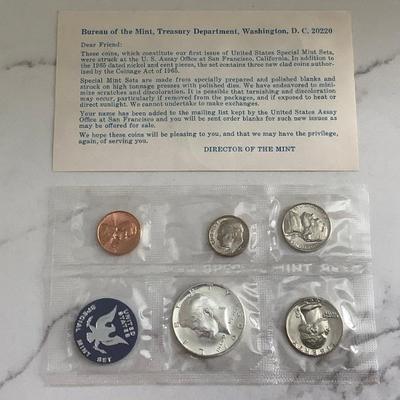 Bureau of the Mint, Treasury Department, Washington, D. C. 20220
Dear Friend:
These coins, which constitute our first issue of United States Special Mint Sets,
were struck at the U. S. Assay Office at San Francisco, California. In addition to
the 1965 dated nickel and cent pieces, the set contains three new clad coins author-
ized by the Coinage Act of 1965.
Special Mint Sets are made from specially prepared and polished blanks and
struck on high tonnage presses with polished dies. We have endeavored to mini-
mize scratches and discoloration. It is possible that tarnishing and discoloration
may occur, particularly if removed from the packages, and if exposed to heat or
direct sunlight. We cannot undertake to make exchanges.
Your name has been added to the mailing list kept by the United States Assay
Office at San Francisco and you will be sent order blanks for such new issues as
may be offered for sale.
We hope these coins will be pleasing to you, and that we may have the privilege,
again, of serving you.
DIRECTOR OF THE MINT
UNITED
STATES
SPECIAL
MINT
SET